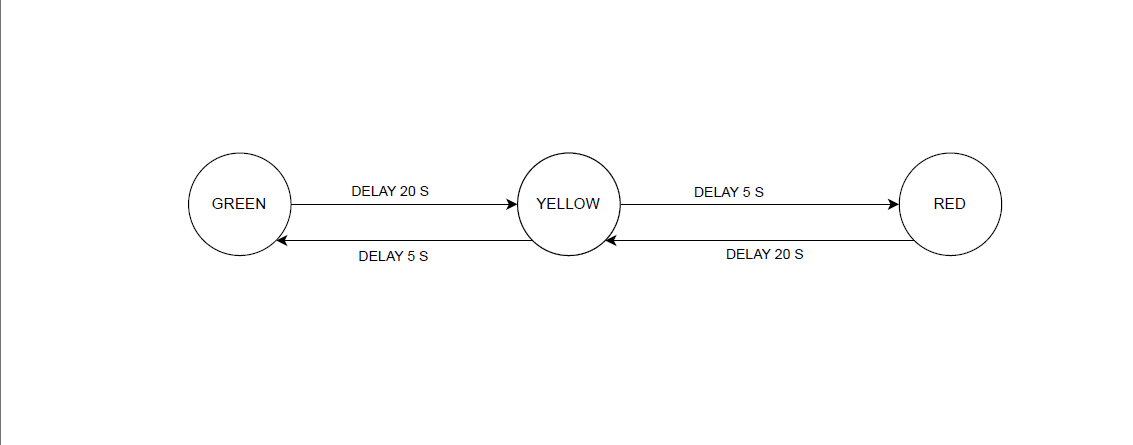 DELAY 20 S
DELAY 5 S
GREEN
YELLOW
RED
DELAY 5 S
DELAY 20 S